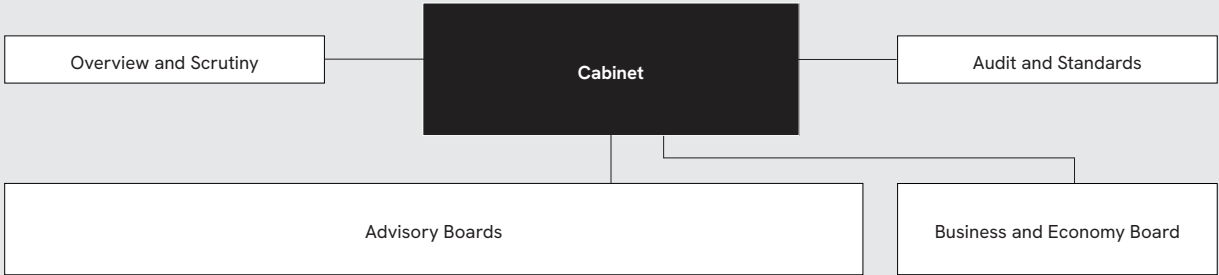 Overview and Scrutiny
Cabinet
Audit and Standards
Advisory Boards
Business and Economy Board